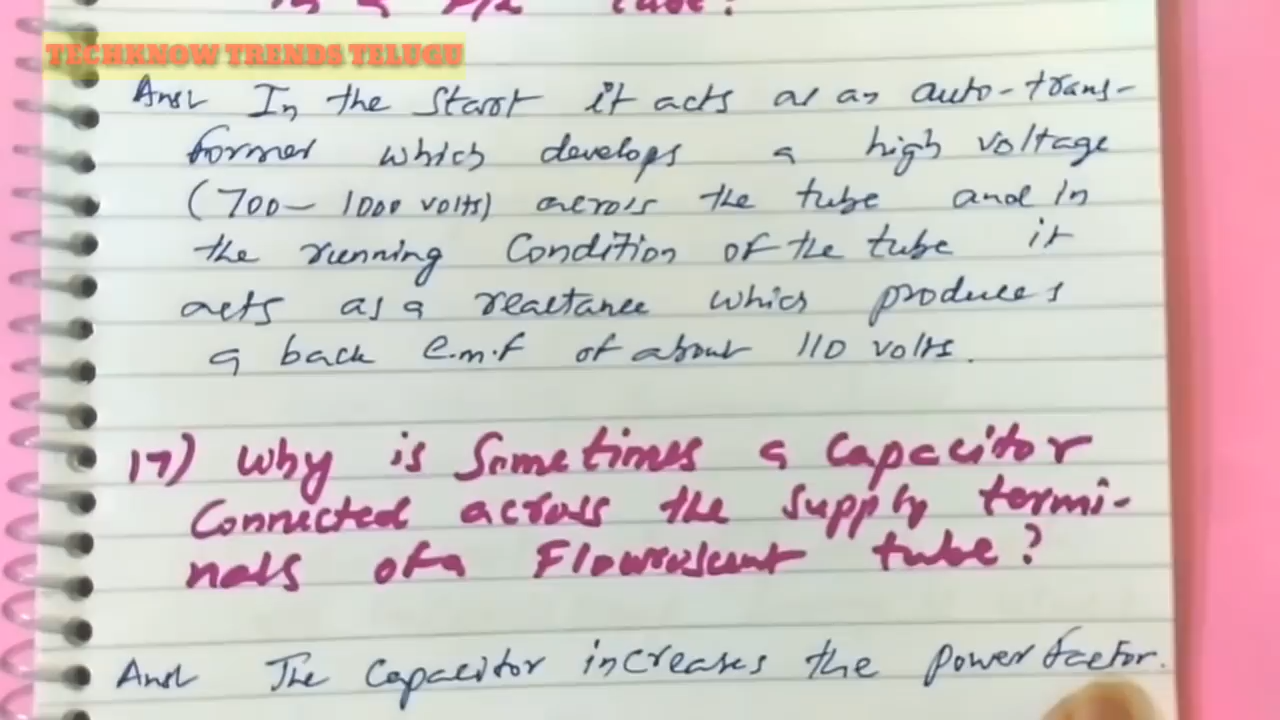 in a tube?
TECHKNOW TRENDS TELUGU
Ans: In the start it acts as an auto-trans-
former which develops a high voltage
(700- 1000 volts) across the tube and in
the running condition of the tube it
acts as a reactance which produces
a back e.m.f of about 110 volts.
17) Why is Sometimes a Capacitor
Connected across the supply termi-
nals of a Flourescent tube?
Ans: The Capacitor increases the power factor.